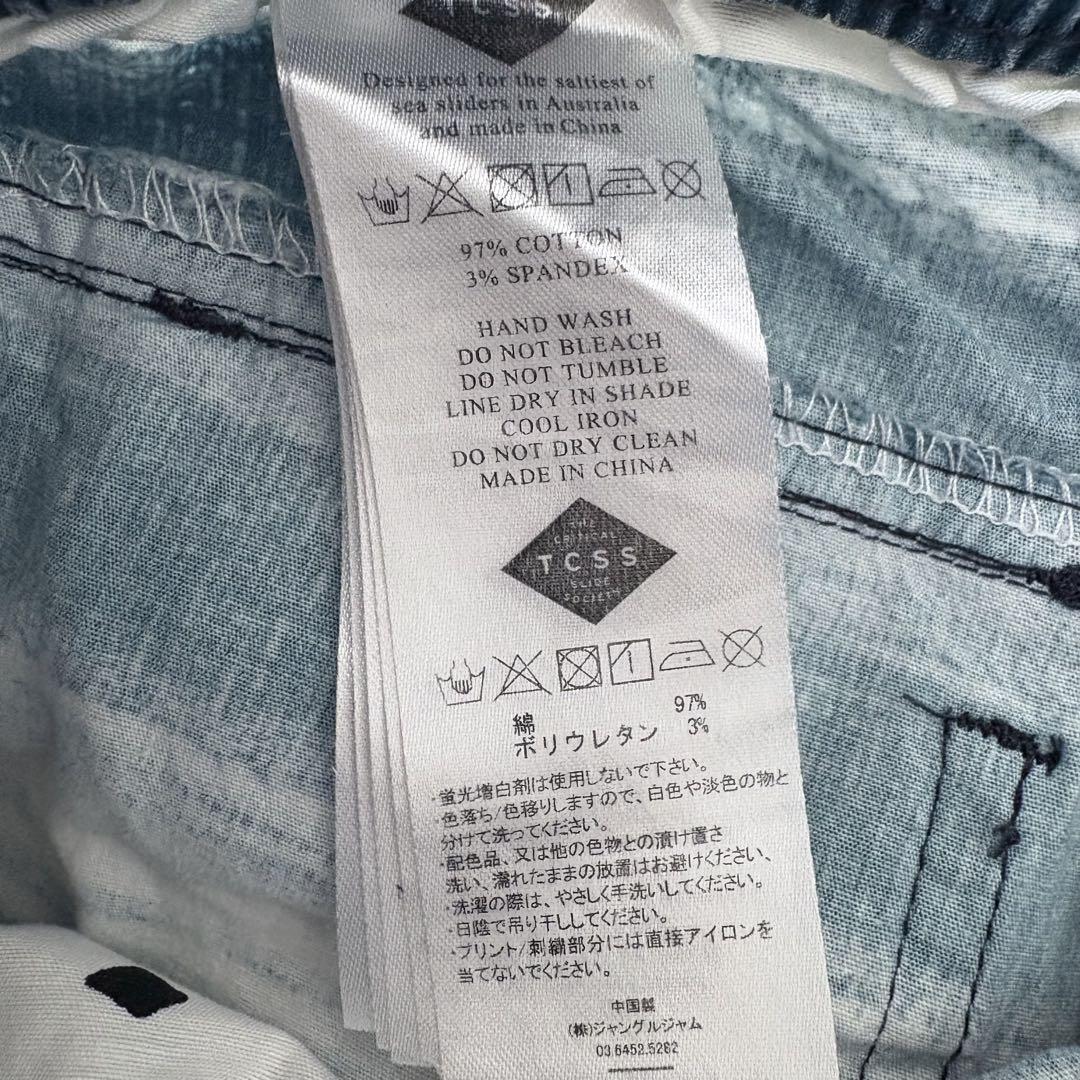 TCSS
Designed for the saltiest of
sea sliders in Australia
and made in China
97% COTTON
3% SPANDEX
HAND WASH
DO NOT BLEACH
DO NOT TUMBLE
LINE DRY IN SHADE
COOL IRON
DO NOT DRY CLEAN
MADE IN CHINA
THE
CRITICAL
TCSS
SLIDE
SOCIETY
綿 97%
ポリウレタン 3%
・蛍光増白剤は使用しないで下さい。
色落ち/色移りしますので、白色や淡色の物と
分けて洗ってください。
・配色品、又は他の色物との漬け置き
洗い、濡れたままの放置はお避けください、
・洗濯の際は、やさしく手洗いしてください。
・日陰で吊り干ししてください。
・プリント/刺繍部分には直接アイロンを
当てないでください。
中国製
(株)ジャングルジャム
03.6452.5282